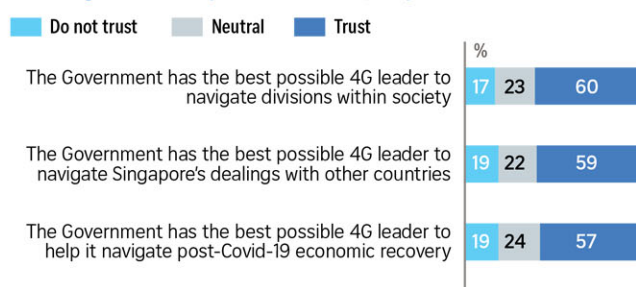 Do not trust Neutral Trust
%
The Government has the best possible 4G leader to
navigate divisions within society
17 23 60
The Government has the best possible 4G leader to
navigate Singapore's dealings with other countries
19 22 59
The Government has the best possible 4G leader to
help it navigate post-Covid-19 economic recovery
19 24 57